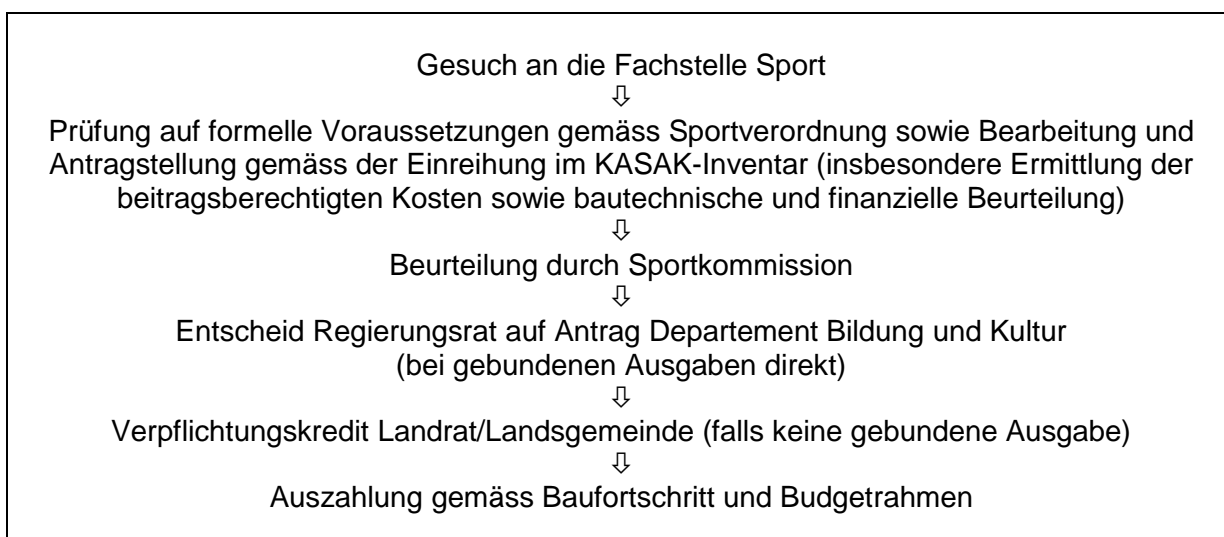 Gesuch an die Fachstelle Sport
⇩
Prüfung auf formelle Voraussetzungen gemäss Sportverordnung sowie Bearbeitung und
Antragstellung gemäss der Einreihung im KASAK-Inventar (insbesondere Ermittlung der
beitragsberechtigten Kosten sowie bautechnische und finanzielle Beurteilung)
⇩
Beurteilung durch Sportkommission
⇩
Entscheid Regierungsrat auf Antrag Departement Bildung und Kultur
(bei gebundenen Ausgaben direkt)
⇩
Verpflichtungskredit Landrat/Landsgemeinde (falls keine gebundene Ausgabe)
⇩
Auszahlung gemäss Baufortschritt und Budgetrahmen